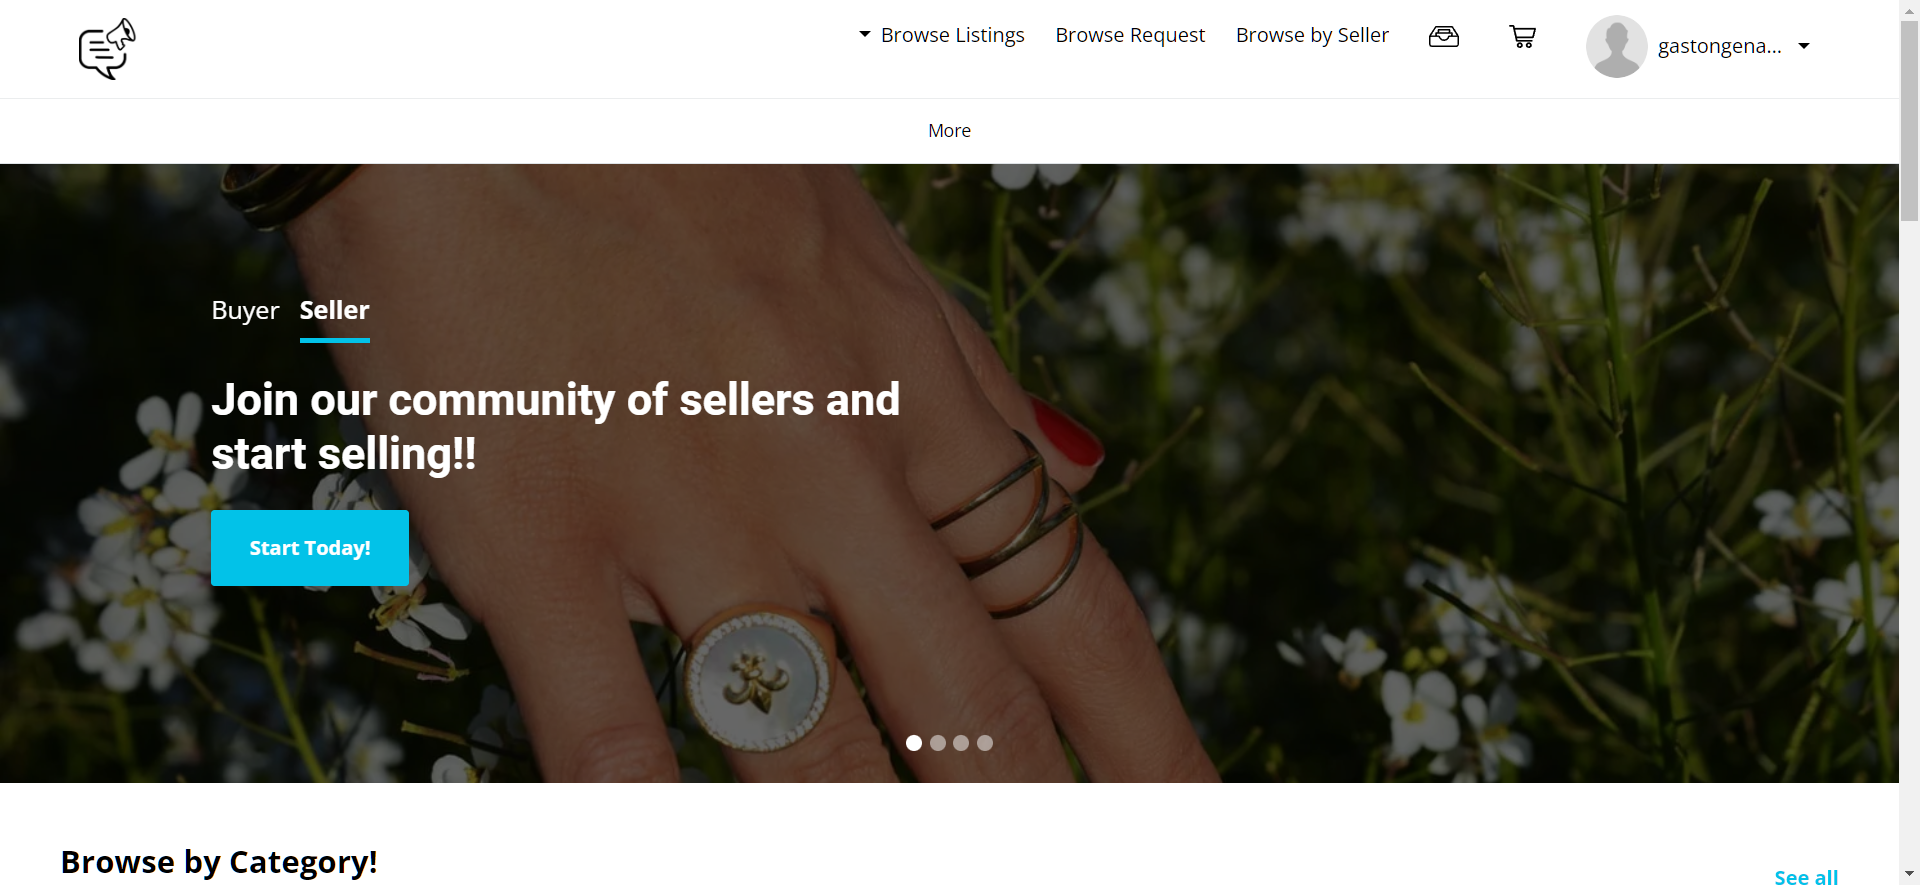 Browse Listings Browse Request Browse by Seller gastongena...
More
Buyer Seller
Join our community of sellers and
start selling!!
Start Today!
Browse by Category!
See all